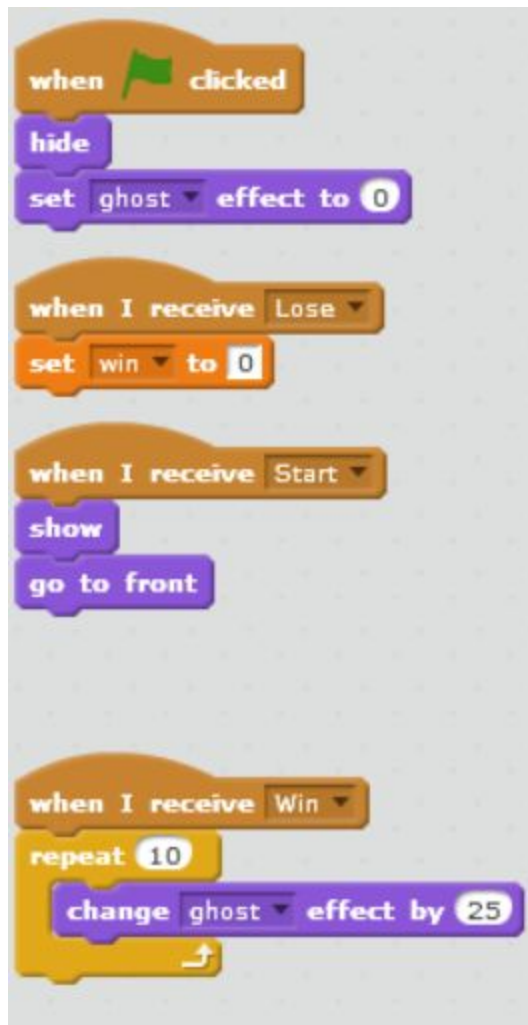 when clicked
hide
set ghost effect to 0
when I receive Lose
set win to 0
when I receive Start
show
go to front
when I receive Win
repeat 10
change ghost effect by 25